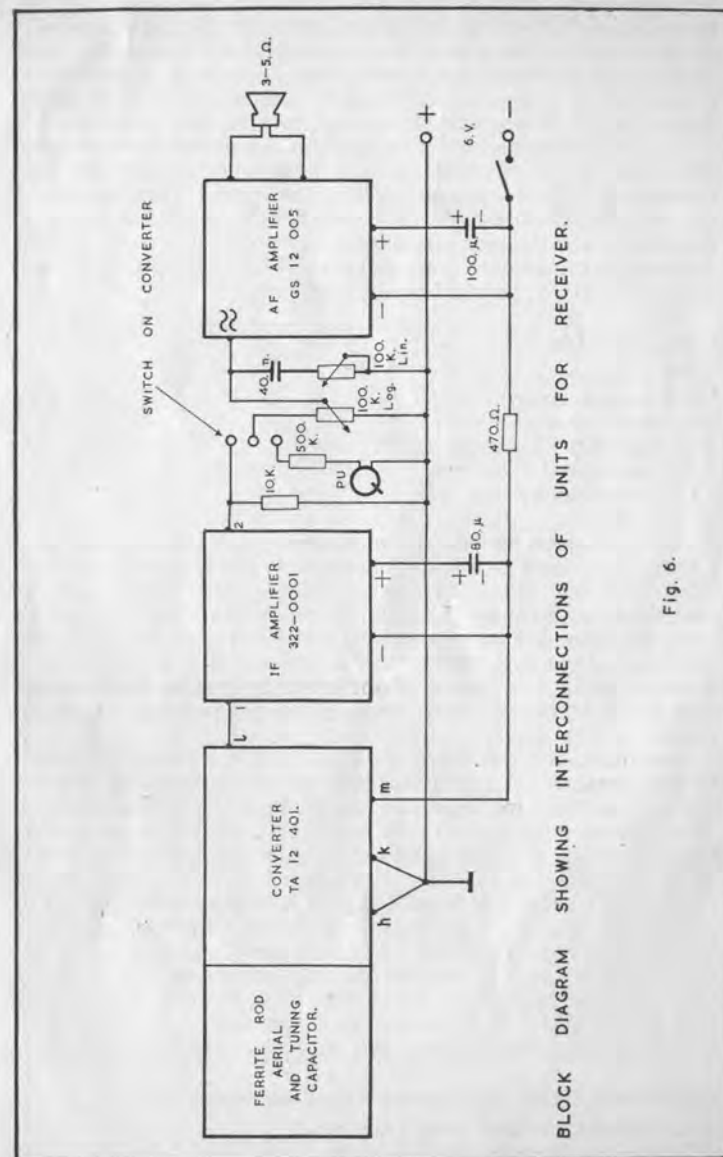 SWITCH ON CONVERTER
FERRITE ROD
AERIAL
AND TUNING
CAPACITOR.
CONVERTER
TA 12 401.
h
k
m
l
1
IF AMPLIFIER
322-0001
2
−
+
+
−
80.µ
10.K.
PU
500.
K.
100.
K.
Log.
40.n.
100.
K.
Lin.
470.Ω.
AF AMPLIFIER
GS 12 005
−
+
+
−
100.µ
3-5.Ω.
+
6.V.
−
BLOCK DIAGRAM SHOWING INTERCONNECTIONS OF UNITS FOR RECEIVER.
Fig. 6.